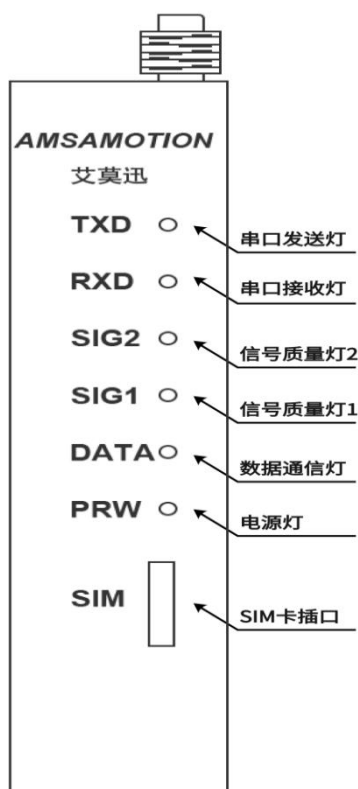 AMSAMOTION
艾莫迅
TXD 串口发送灯
RXD 串口接收灯
SIG2 信号质量灯2
SIG1 信号质量灯1
DATA 数据通信灯
PRW 电源灯
SIM SIM卡插口